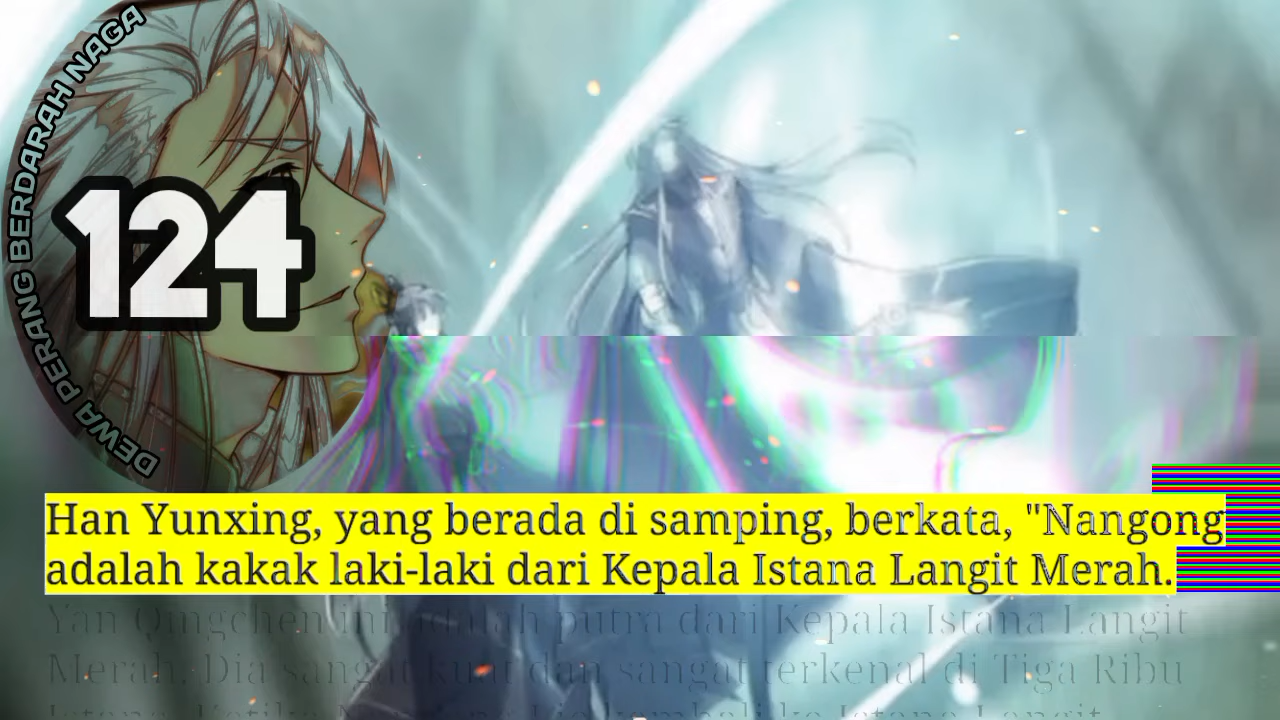 DEWA PERANG BERDARAH NAGA
124
Han Yunxing, yang berada di samping, berkata, "Nangong
adalah kakak laki-laki dari Kepala Istana Langit Merah.
Yan Qingchen ini adalah putra dari Kepala Istana Langit
Merah. Dia sangat kuat dan sangat terkenal di Tiga Ribu